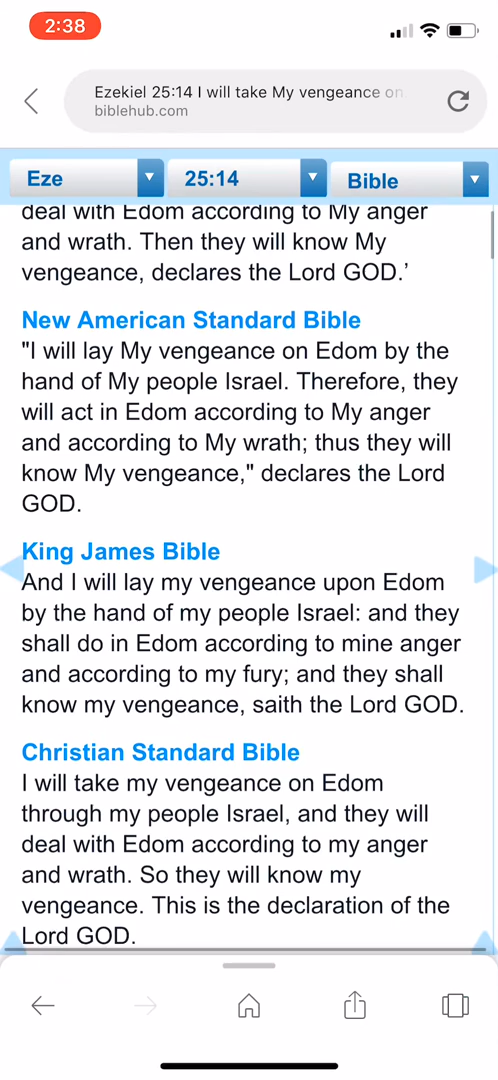 2:38
Ezekiel 25:14 I will take My vengeance on
biblehub.com
Eze
25:14
Bible
deal with Edom according to My anger
and wrath. Then they will know My
vengeance, declares the Lord GOD.’
New American Standard Bible
"I will lay My vengeance on Edom by the
hand of My people Israel. Therefore, they
will act in Edom according to My anger
and according to My wrath; thus they will
know My vengeance," declares the Lord
GOD.
King James Bible
And I will lay my vengeance upon Edom
by the hand of my people Israel: and they
shall do in Edom according to mine anger
and according to my fury; and they shall
know my vengeance, saith the Lord GOD.
Christian Standard Bible
I will take my vengeance on Edom
through my people Israel, and they will
deal with Edom according to my anger
and wrath. So they will know my
vengeance. This is the declaration of the
Lord GOD.